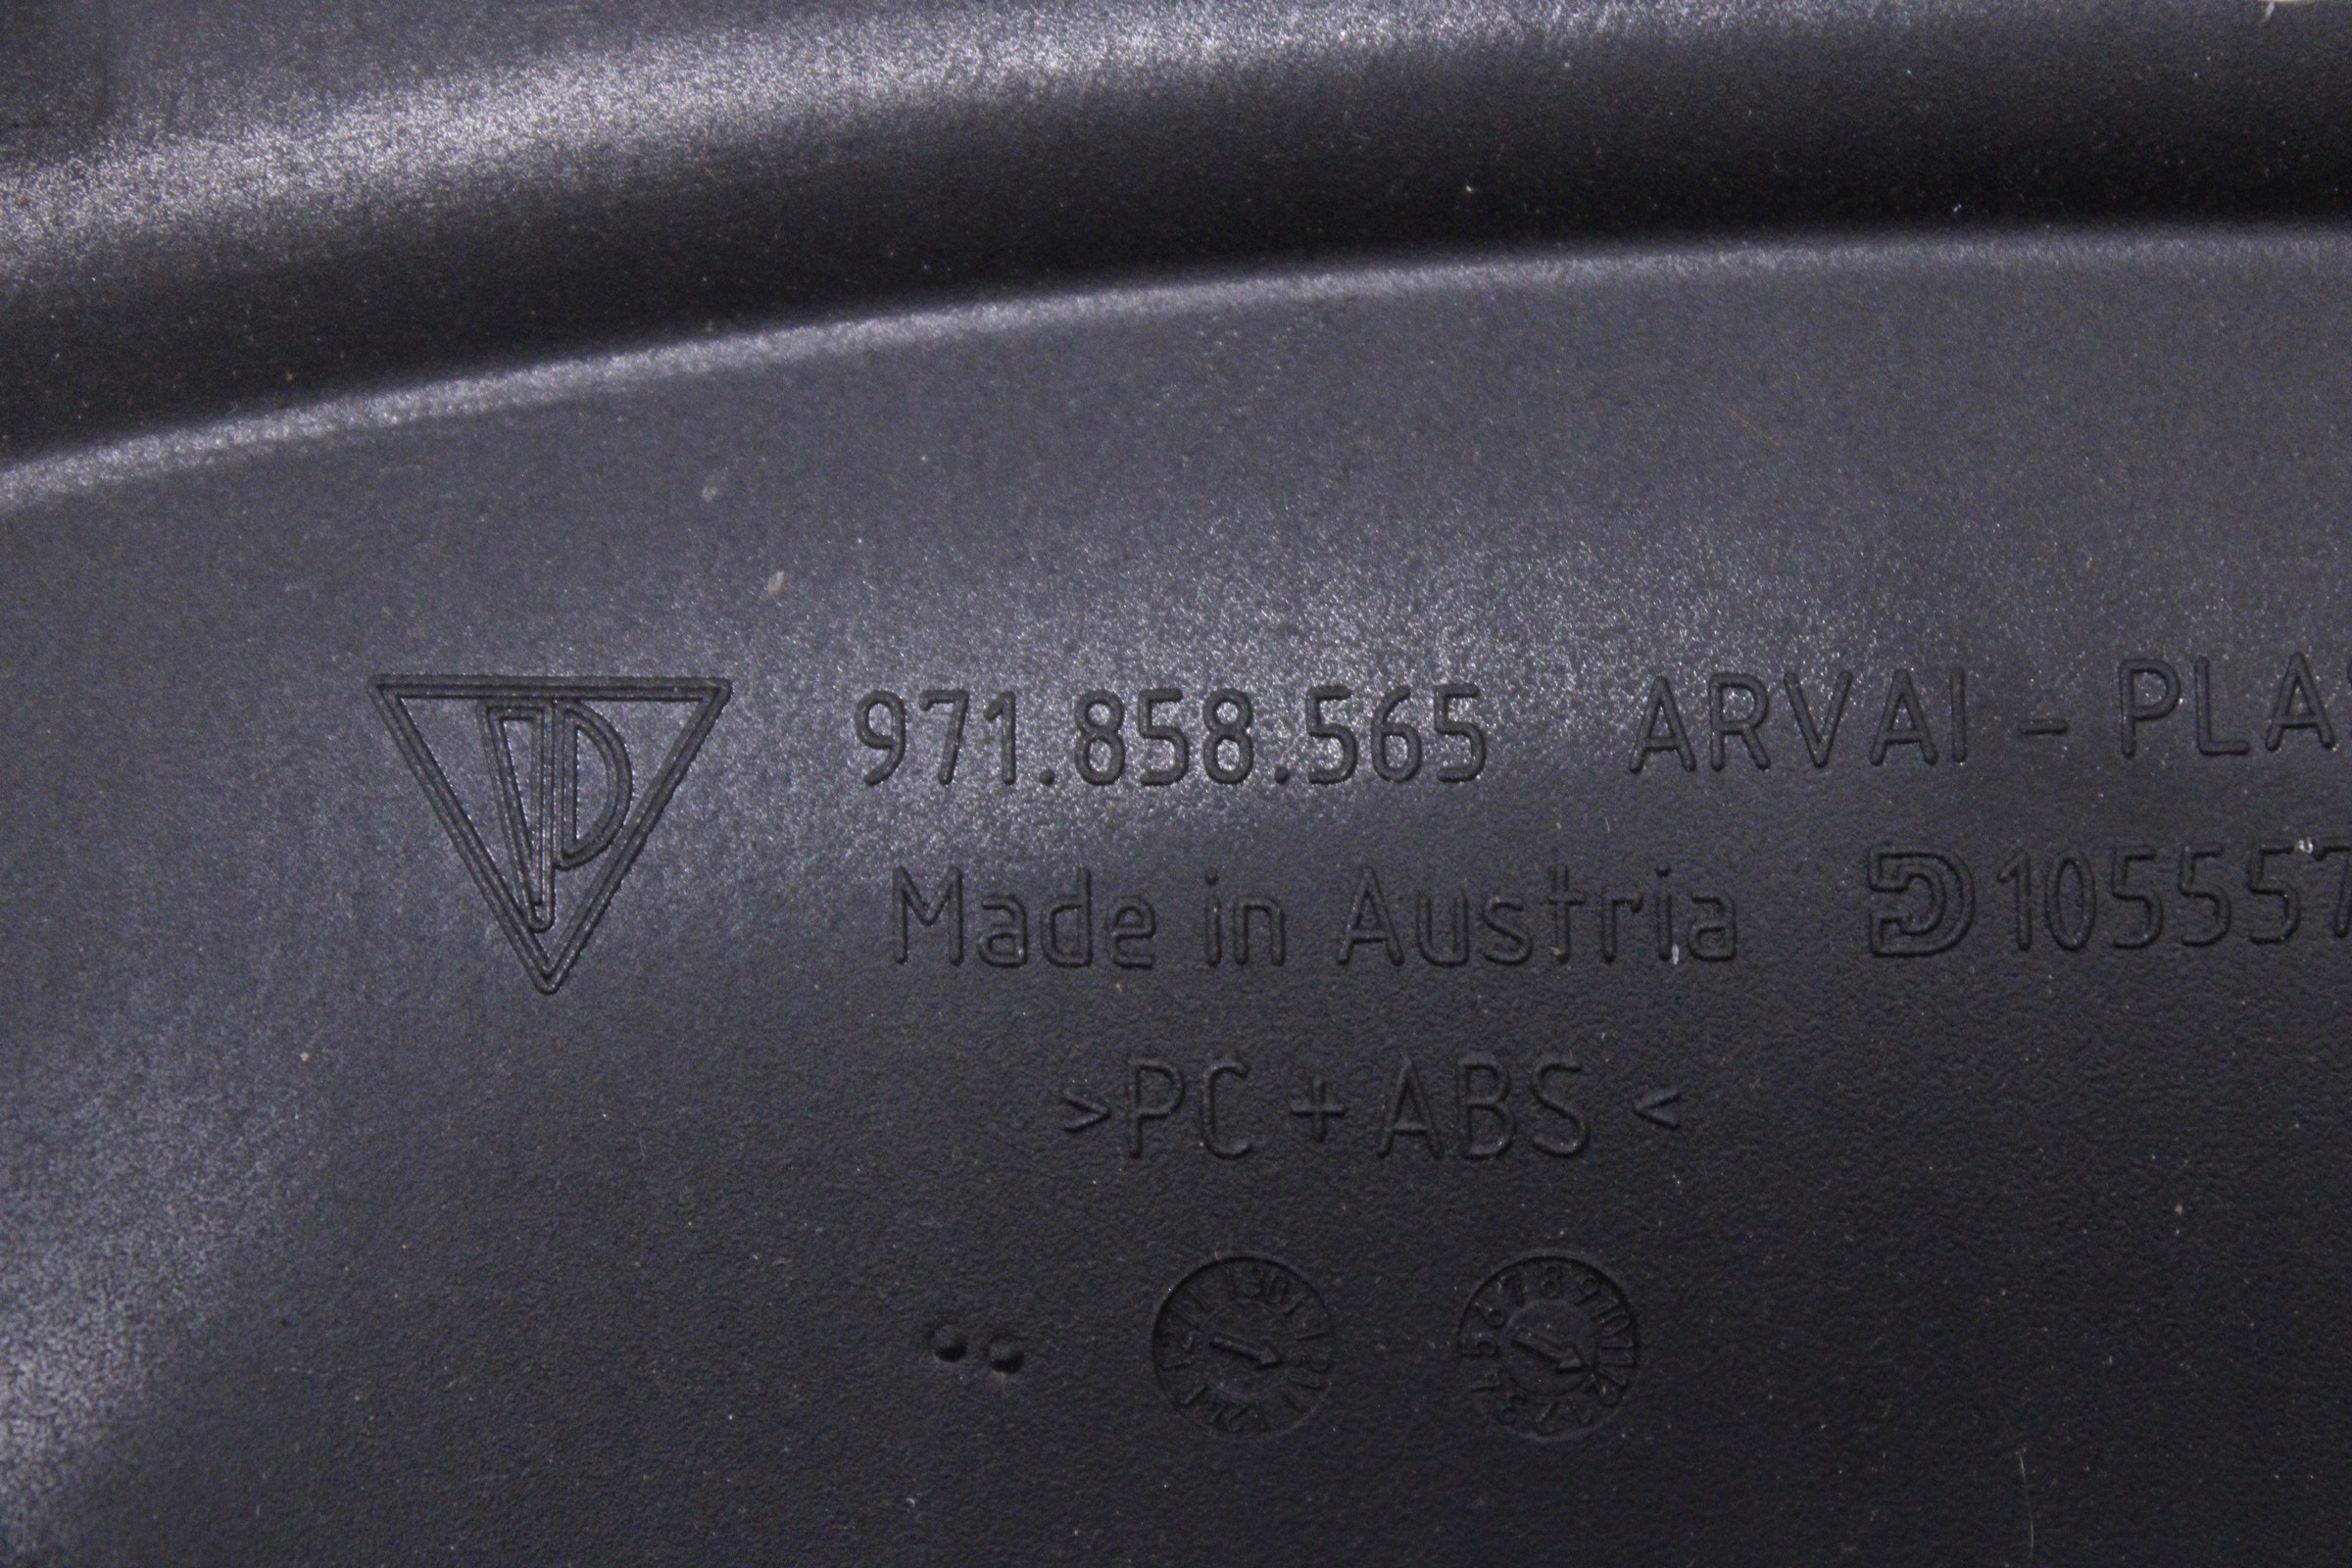 971.858.565 ARVAI - PLA
Made in Austria 105557
>PC + ABS<